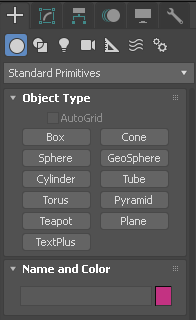 Standard Primitives
Object Type
AutoGrid
Box Cone
Sphere GeoSphere
Cylinder Tube
Torus Pyramid
Teapot Plane
TextPlus
Name and Color